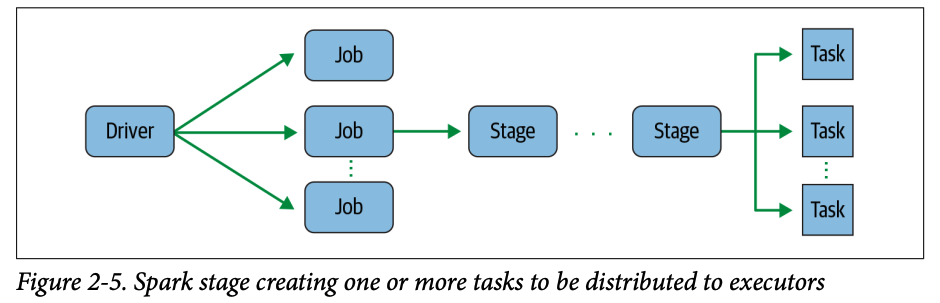 Job
Task
Driver
Job
Stage
Stage
Task
Job
Task
Figure 2-5. Spark stage creating one or more tasks to be distributed to executors